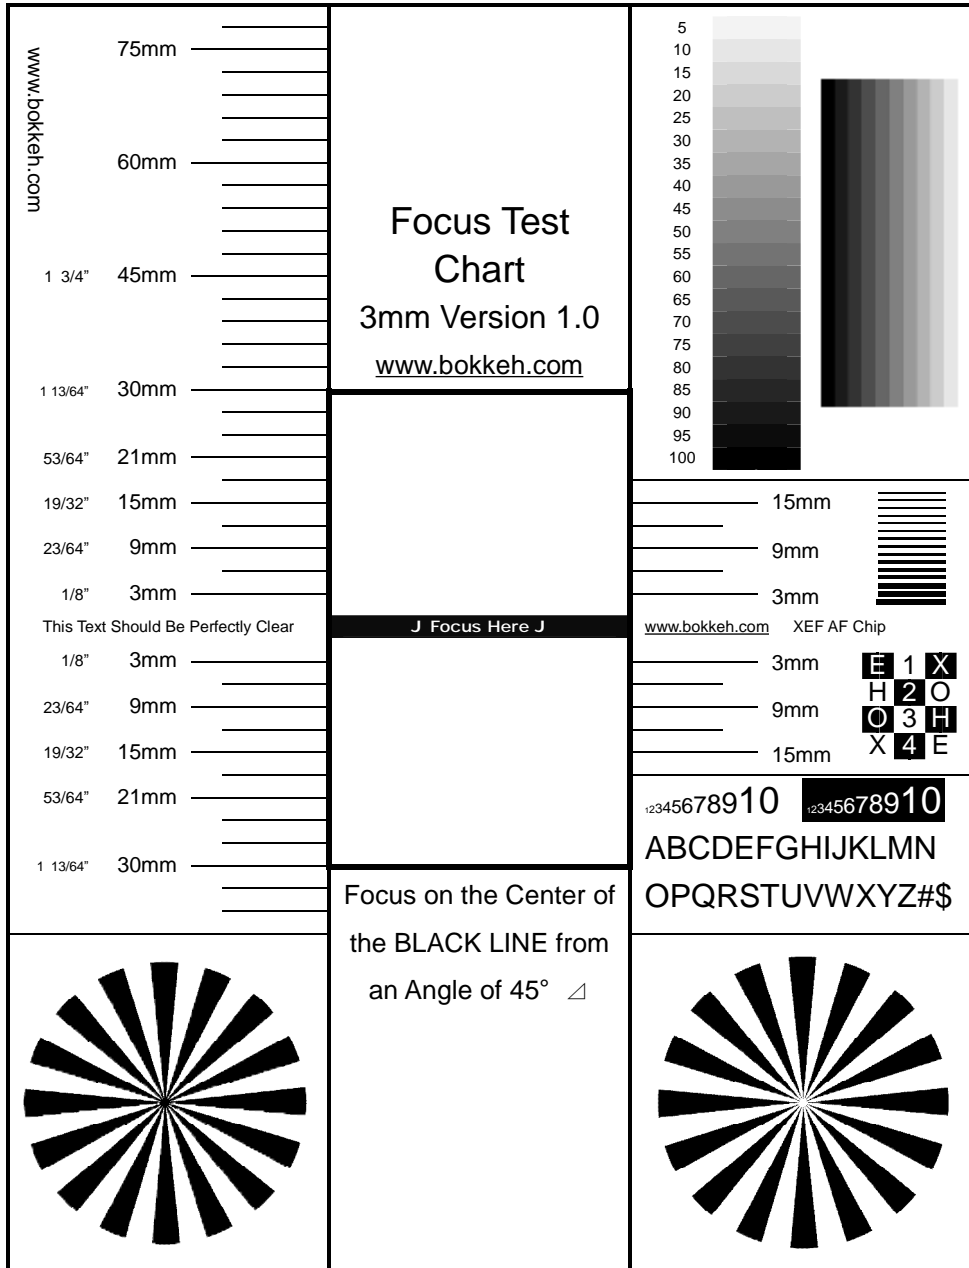 www.bokkeh.com
75mm
60mm
1 3/4" 45mm
1 13/64" 30mm
53/64" 21mm
19/32" 15mm
23/64" 9mm
1/8" 3mm
This Text Should Be Perfectly Clear
1/8" 3mm
23/64" 9mm
19/32" 15mm
53/64" 21mm
1 13/64" 30mm
Focus Test
Chart
3mm Version 1.0
www.bokkeh.com
J Focus Here J
Focus on the Center of
the BLACK LINE from
an Angle of 45°
5
10
15
20
25
30
35
40
45
50
55
60
65
70
75
80
85
90
95
100
15mm
9mm
3mm
www.bokkeh.com XEF AF Chip
3mm
9mm
15mm
E 1 X
H 2 O
O 3 H
X 4 E
12345678910 12345678910
ABCDEFGHIJKLMN
OPQRSTUVWXYZ#$